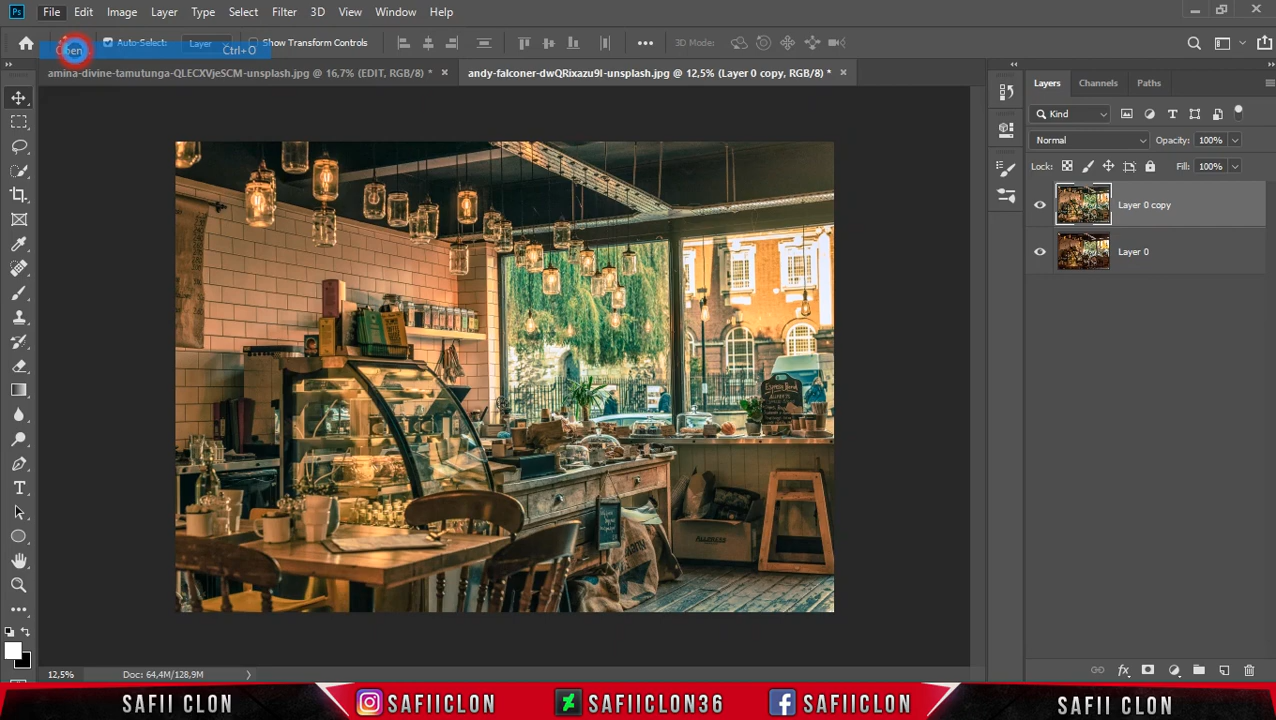 Ps File Edit Image Layer Type Select Filter 3D View Window Help
Open Ctrl+O
Auto-Select: Layer Show Transform Controls 3D Mode:
amina-divine-tamutunga-QLECXVjeSCM-unsplash.jpg @ 16,7% (EDIT, RGB/8) *
andy-falconer-dwQRixazu9I-unsplash.jpg @ 12,5% (Layer 0 copy, RGB/8) *
Layers Channels Paths
Kind
Normal Opacity: 100%
Lock: Fill: 100%
Layer 0 copy
Layer 0
ALLPRESS
12,5% Doc: 64,4M/128,9M
SAFII CLON SAFIICLON SAFIICLON36 SAFIICLON SAFII CLON